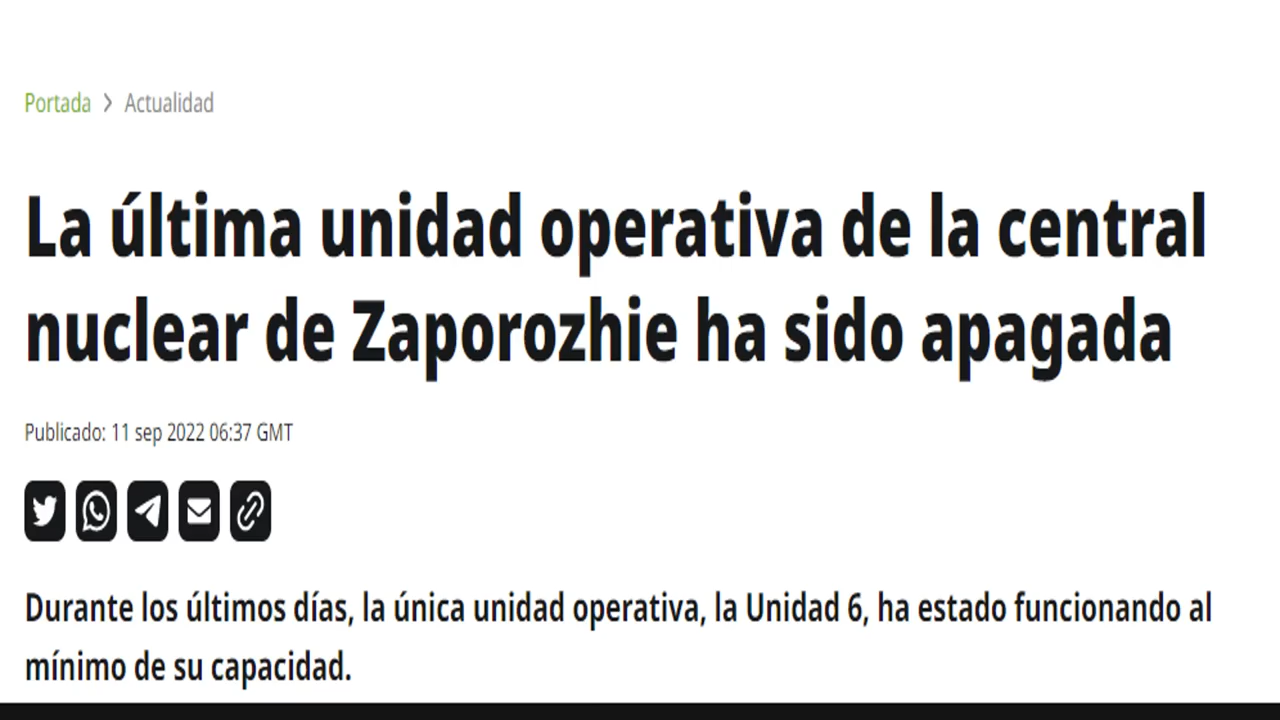 Portada > Actualidad
La última unidad operativa de la central
nuclear de Zaporozhie ha sido apagada
Publicado: 11 sep 2022 06:37 GMT
Durante los últimos días, la única unidad operativa, la Unidad 6, ha estado funcionando al
mínimo de su capacidad.